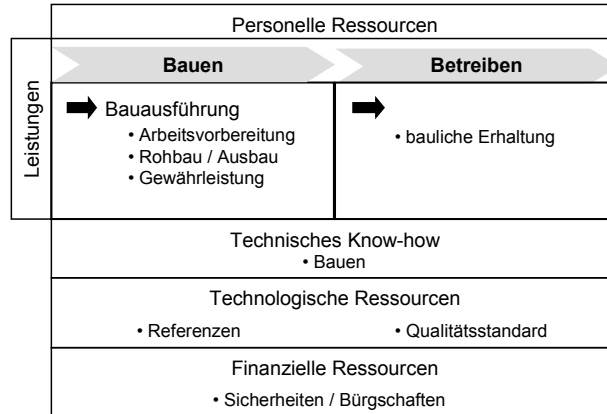 Personelle Ressourcen
Leistungen
Bauen
Betreiben
Bauausführung
• Arbeitsvorbereitung
• Rohbau / Ausbau
• Gewährleistung
• bauliche Erhaltung
Technisches Know-how
• Bauen
Technologische Ressourcen
• Referenzen
• Qualitätsstandard
Finanzielle Ressourcen
• Sicherheiten / Bürgschaften